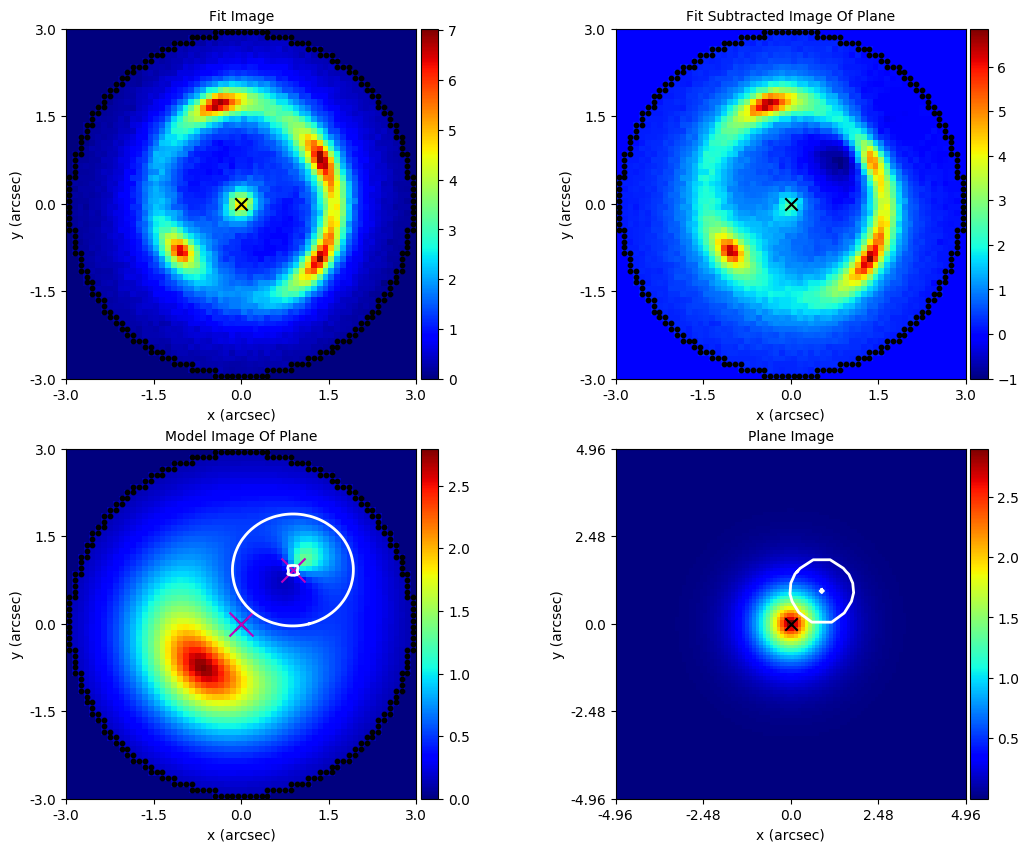 Fit Image
3.0
1.5
0.0
-1.5
-3.0
y (arcsec)
-3.0 -1.5 0.0 1.5 3.0
x (arcsec)
7
6
5
4
3
2
1
0
Fit Subtracted Image Of Plane
3.0
1.5
0.0
-1.5
-3.0
y (arcsec)
-3.0 -1.5 0.0 1.5 3.0
x (arcsec)
6
5
4
3
2
1
0
−1
Model Image Of Plane
3.0
1.5
0.0
-1.5
-3.0
y (arcsec)
-3.0 -1.5 0.0 1.5 3.0
x (arcsec)
2.5
2.0
1.5
1.0
0.5
0.0
Plane Image
4.96
2.48
0.0
-2.48
-4.96
y (arcsec)
-4.96 -2.48 0.0 2.48 4.96
x (arcsec)
2.5
2.0
1.5
1.0
0.5